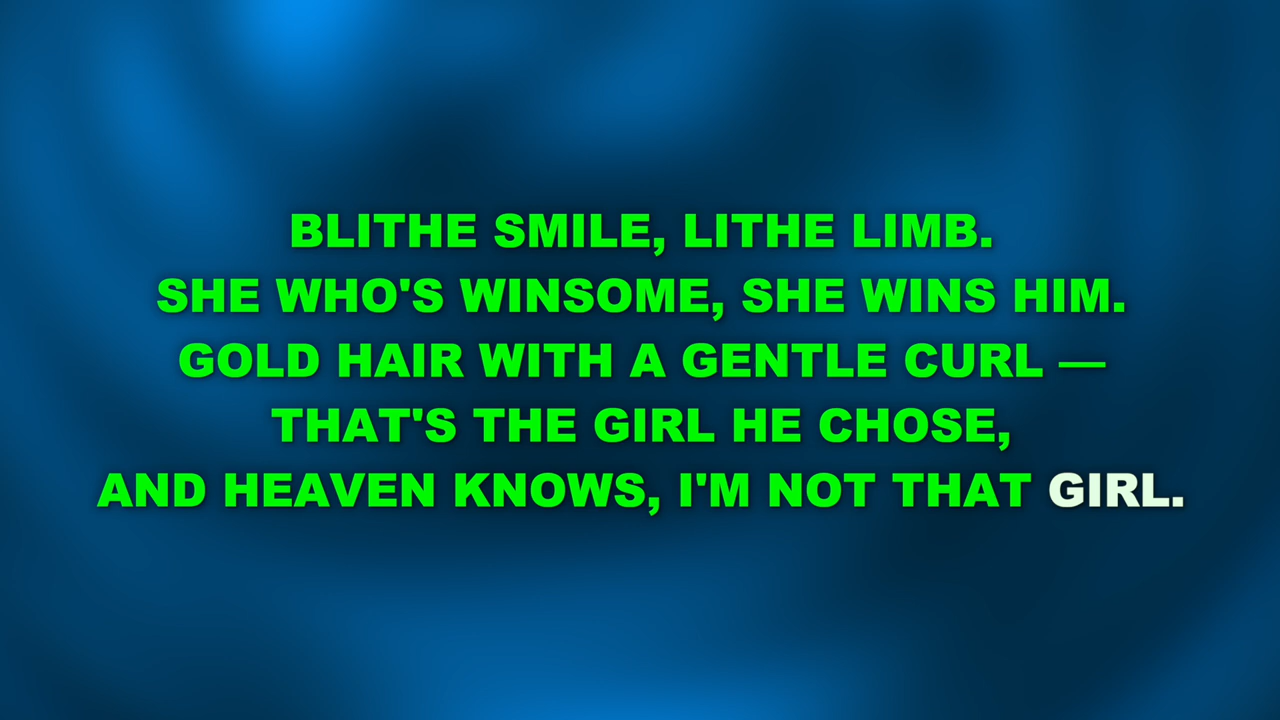 BLITHE SMILE, LITHE LIMB.
SHE WHO'S WINSOME, SHE WINS HIM.
GOLD HAIR WITH A GENTLE CURL —
THAT'S THE GIRL HE CHOSE,
AND HEAVEN KNOWS, I'M NOT THAT GIRL.